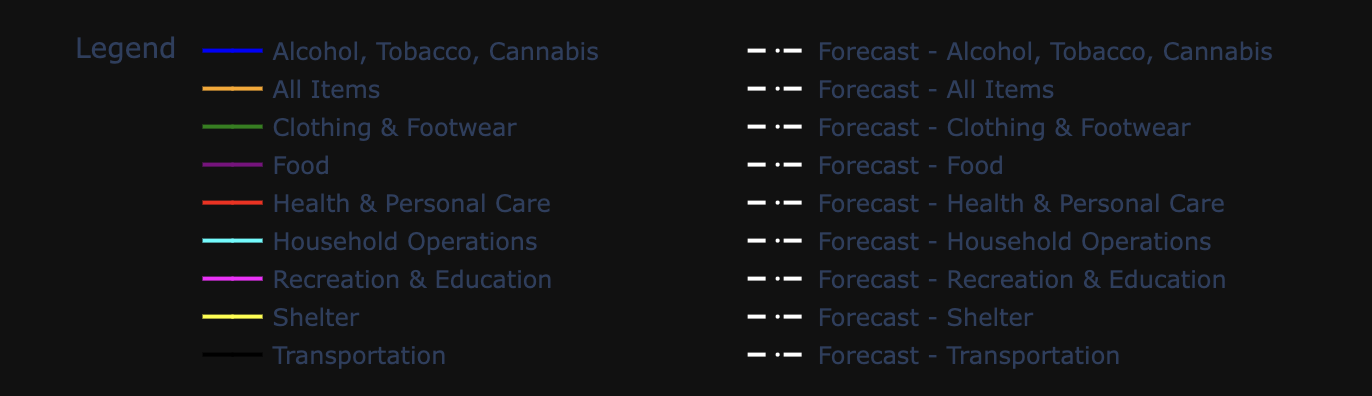 Legend
Alcohol, Tobacco, Cannabis
Forecast - Alcohol, Tobacco, Cannabis
All Items
Forecast - All Items
Clothing & Footwear
Forecast - Clothing & Footwear
Food
Forecast - Food
Health & Personal Care
Forecast - Health & Personal Care
Household Operations
Forecast - Household Operations
Recreation & Education
Forecast - Recreation & Education
Shelter
Forecast - Shelter
Transportation
Forecast - Transportation